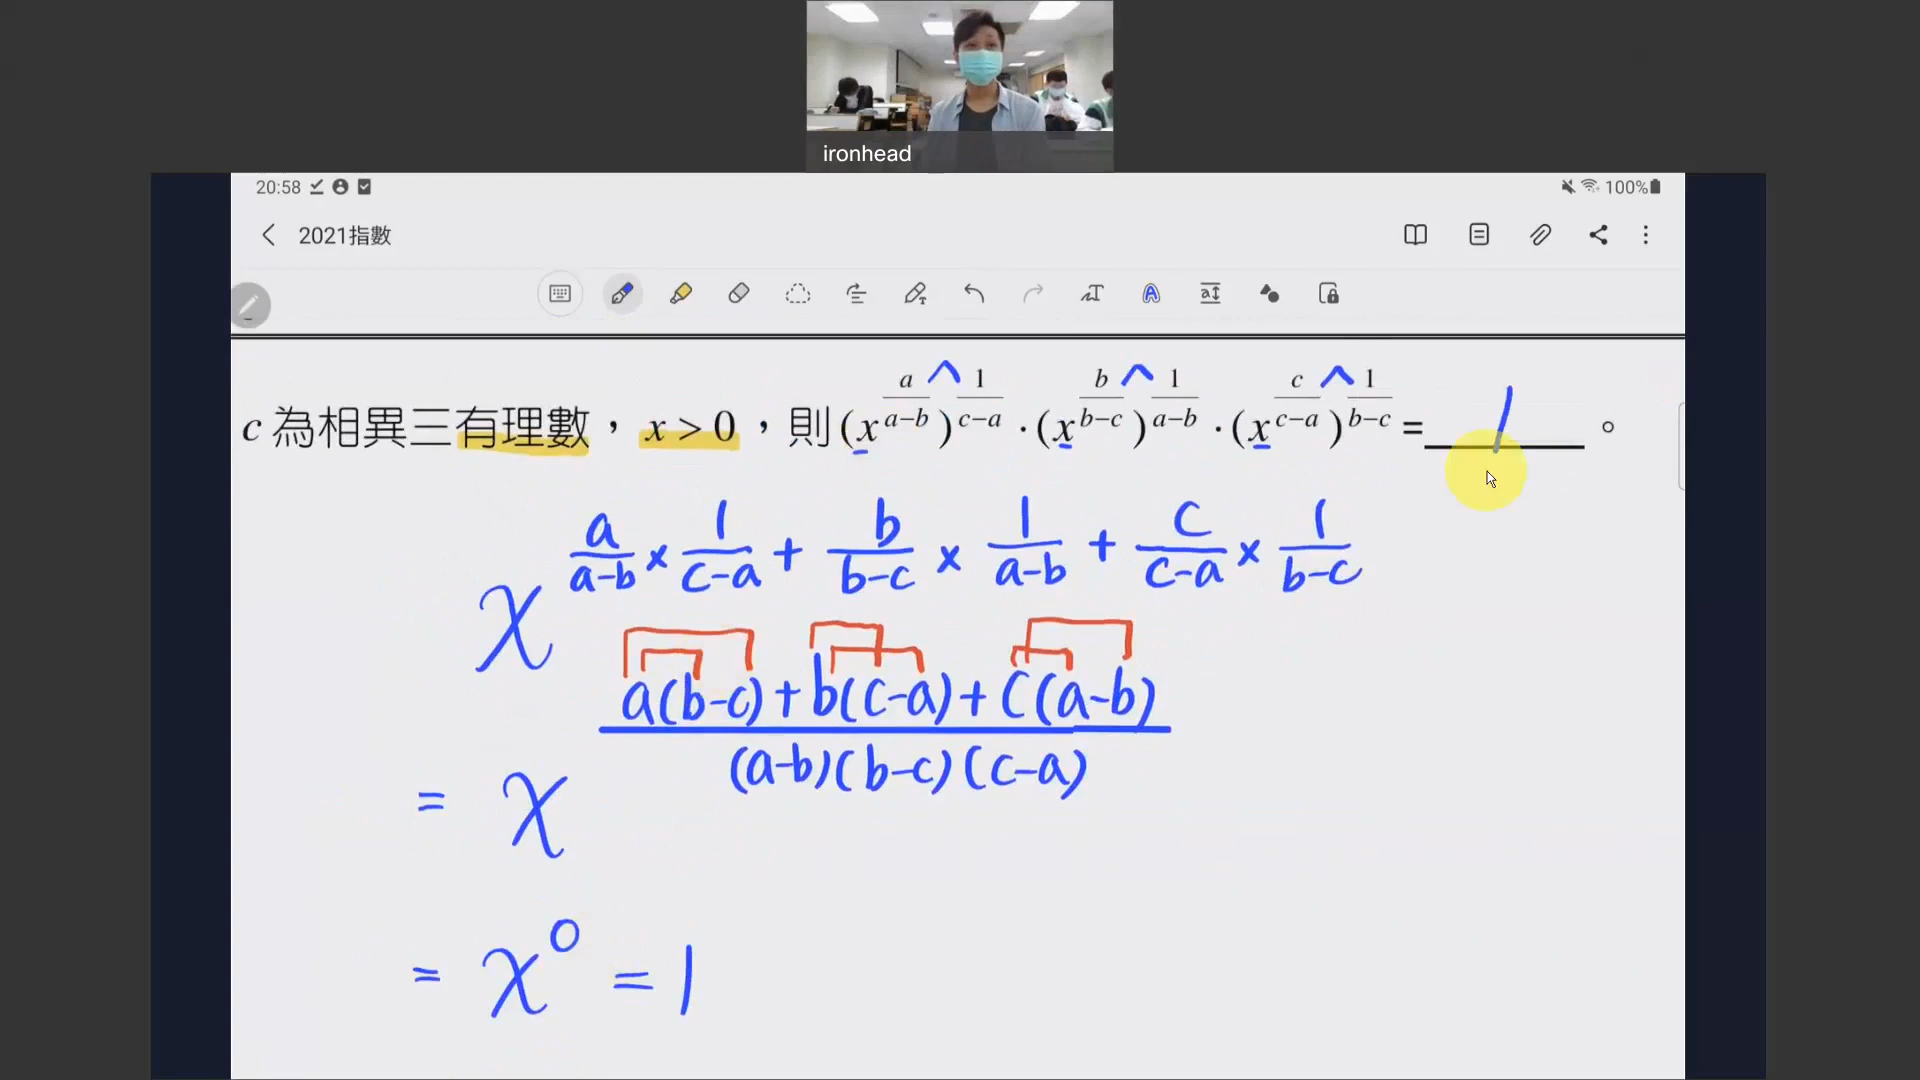 ironhead
20:58 100%
2021指數
c 為相異三有理數，x > 0，則 (x^{a/(a−b)})^{1/(c−a)} · (x^{b/(b−c)})^{1/(a−b)} · (x^{c/(c−a)})^{1/(b−c)} = 1 。
x^{a/(a−b) × 1/(c−a) + b/(b−c) × 1/(a−b) + c/(c−a) × 1/(b−c)}
= x^{(a(b−c)+b(c−a)+c(a−b))/((a−b)(b−c)(c−a))}
= x^0 = 1